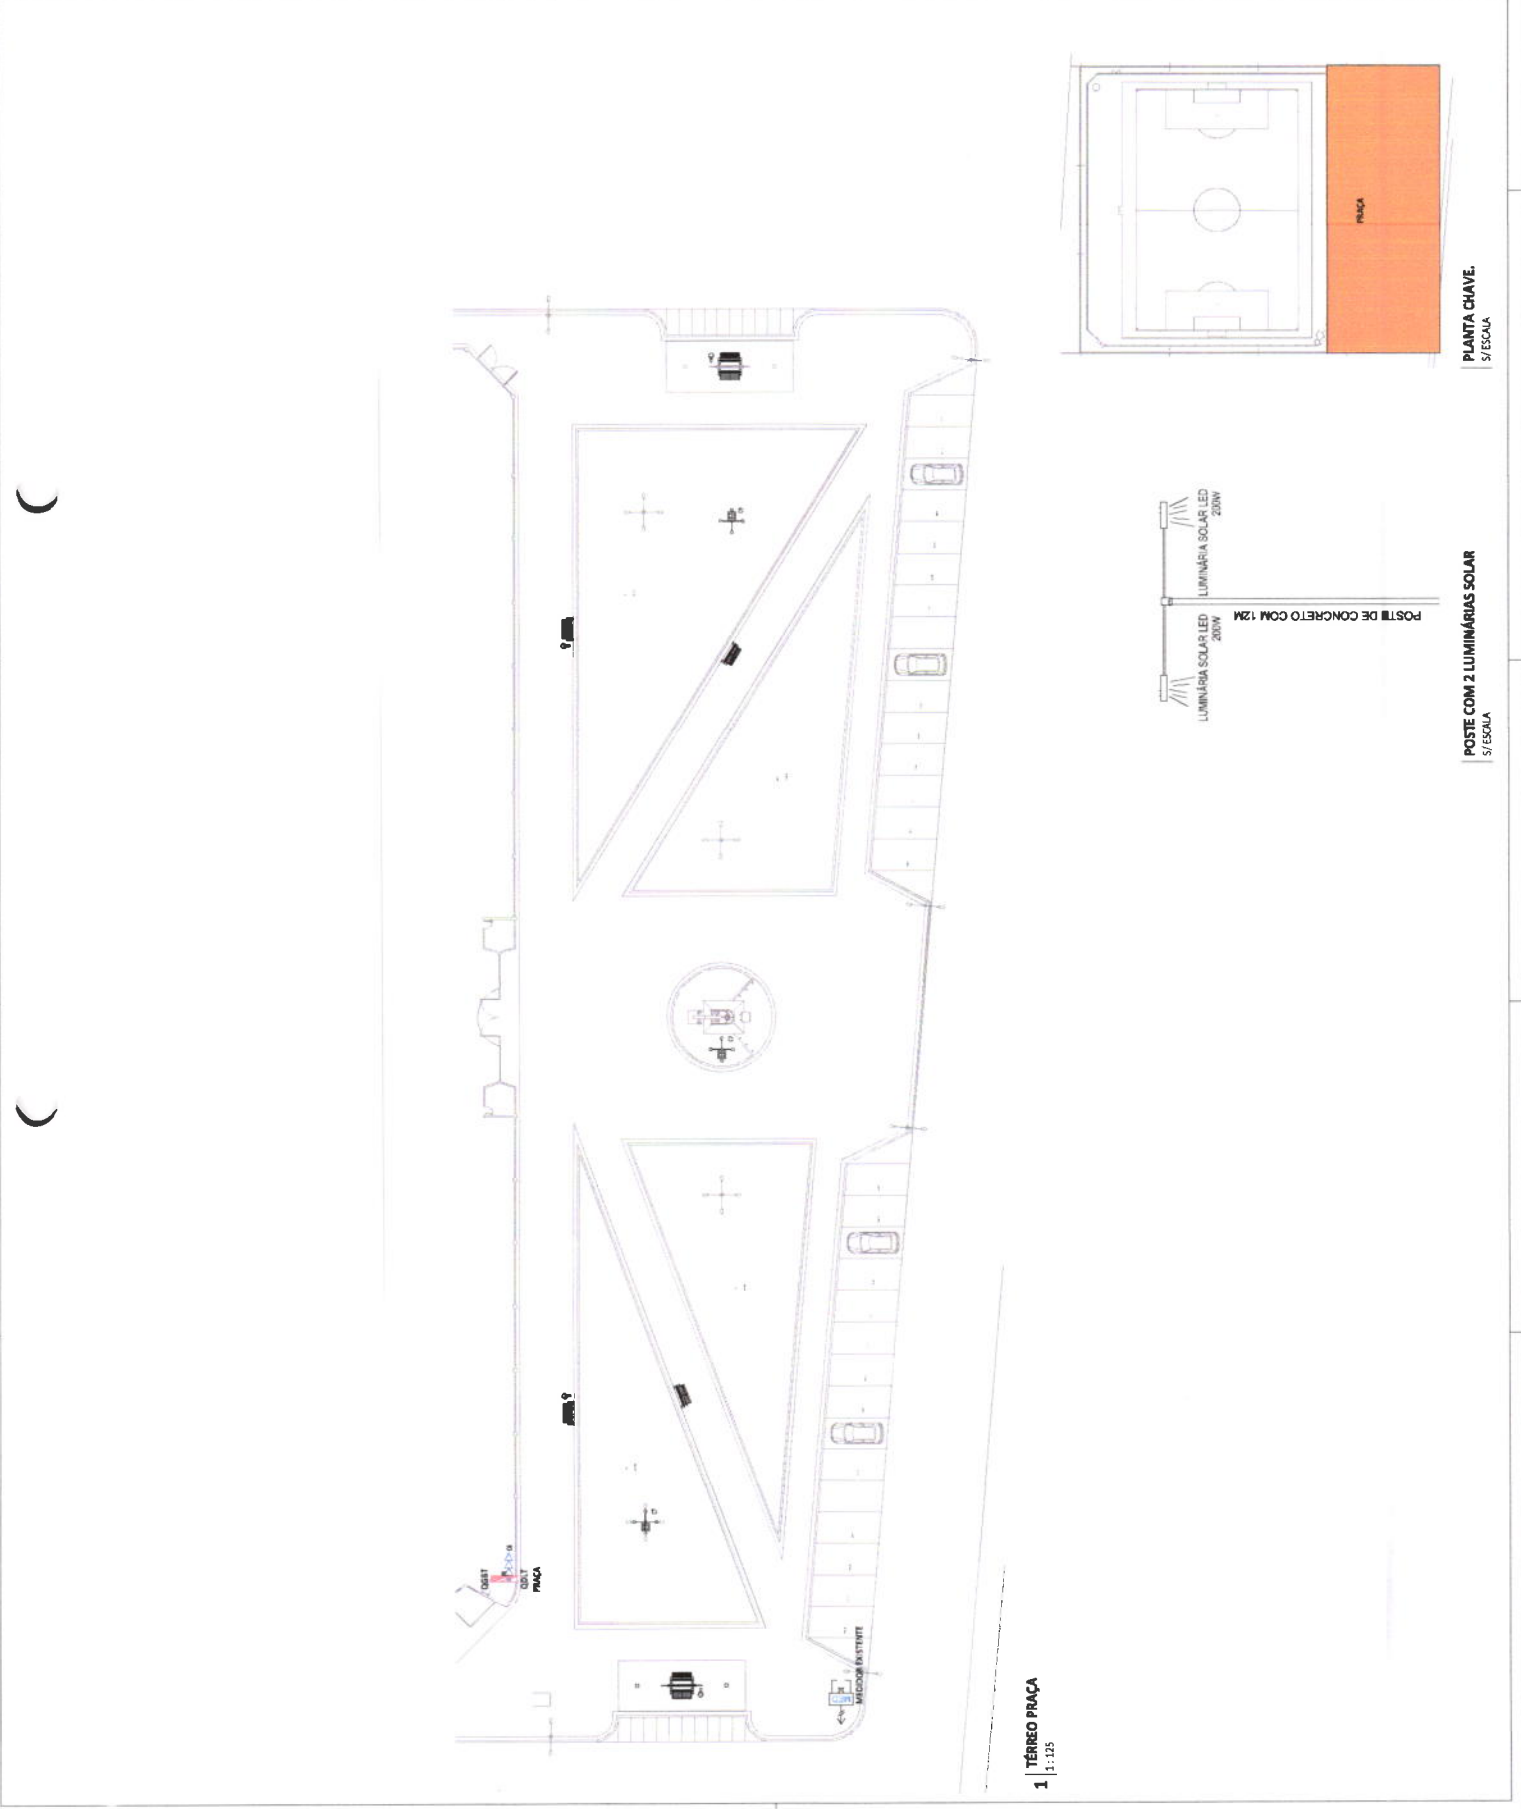 QGBT
QDLT
PRAÇA
MEDIDOR EXISTENTE
1
TÉRREO PRAÇA
1 : 125
LUMINÁRIA SOLAR LED
200W
LUMINÁRIA SOLAR LED
200W
DE CONCRETO COM 12M
POSTE COM 2 LUMINÁRIAS SOLAR
S/ ESCALA
PRAÇA
PLANTA CHAVE.
S/ ESCALA